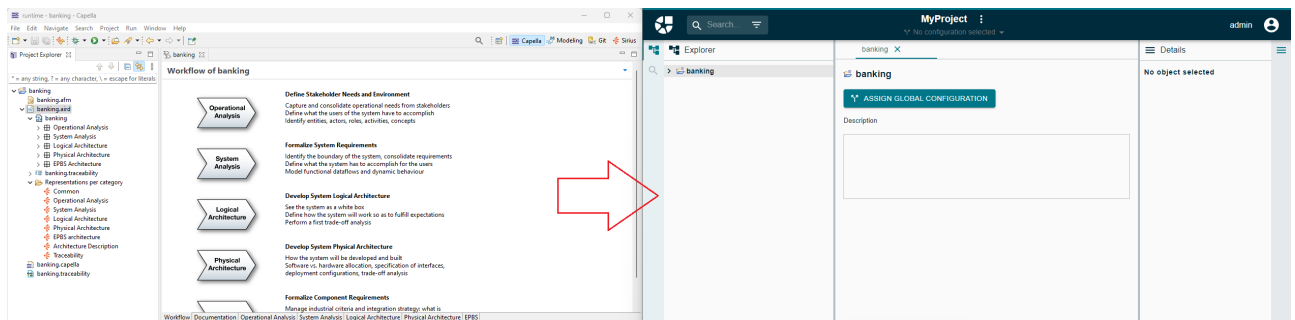 runtime - banking - Capella
File Edit Navigate Search Project Run Window Help
Capella Modeling Git Sirius
Project Explorer
* = any string, ? = any character, \ = escape for literals
banking
banking.afm
banking.aird
banking
Operational Analysis
System Analysis
Logical Architecture
Physical Architecture
EPBS Architecture
banking.traceability
Representations per category
Common
Operational Analysis
System Analysis
Logical Architecture
Physical Architecture
EPBS architecture
Architecture Description
Traceability
banking.capella
banking.traceability
banking
Workflow of banking
Operational
Analysis
Define Stakeholder Needs and Environment
Capture and consolidate operational needs from stakeholders
Define what the users of the system have to accomplish
Identify entities, actors, roles, activities, concepts
System
Analysis
Formalize System Requirements
Identify the boundary of the system, consolidate requirements
Define what the system has to accomplish for the users
Model functional dataflows and dynamic behaviour
Logical
Architecture
Develop System Logical Architecture
See the system as a white box
Define how the system will work so as to fulfill expectations
Perform a first trade-off analysis
Physical
Architecture
Develop System Physical Architecture
How the system will be developed and built
Software vs. hardware allocation, specification of interfaces,
deployment configurations, trade-off analysis
Formalize Component Requirements
Manage industrial criteria and integration strategy: what is
Workflow Documentation Operational Analysis System Analysis Logical Architecture Physical Architecture EPBS
Search...
MyProject
No configuration selected
admin
Explorer
banking
banking
banking
ASSIGN GLOBAL CONFIGURATION
Description
Details
No object selected